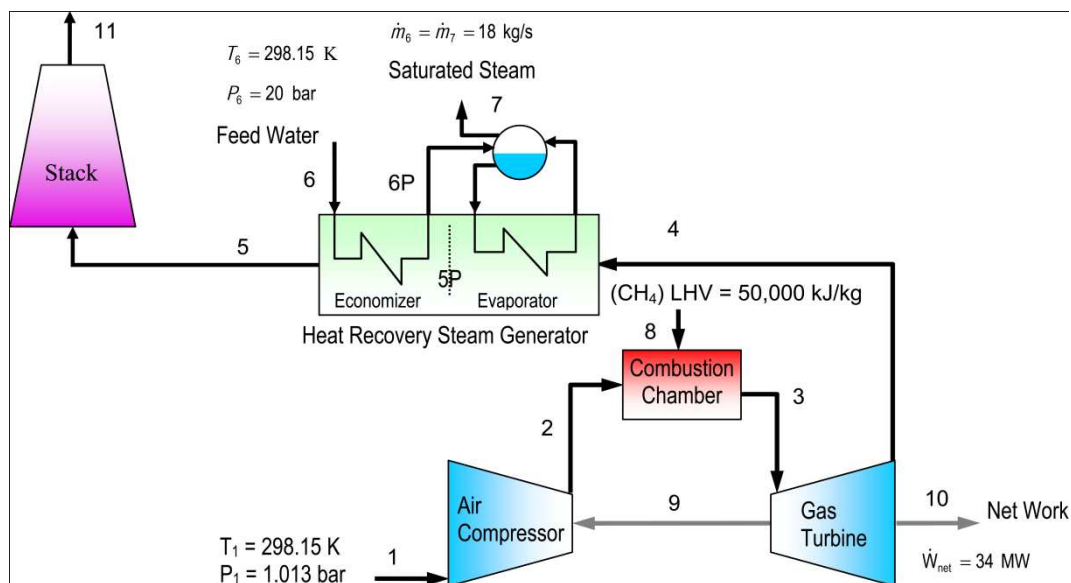 11
T₆ = 298.15 K
P₆ = 20 bar
Feed Water
ṁ₆ = ṁ₇ = 18 kg/s
Saturated Steam
7
6
6P
Stack
5
5P
Economizer
Evaporator
Heat Recovery Steam Generator
4
(CH₄) LHV = 50,000 kJ/kg
8
Combustion
Chamber
2
3
Air
Compressor
9
Gas
Turbine
10
Net Work
Ẇnet = 34 MW
T₁ = 298.15 K
P₁ = 1.013 bar
1